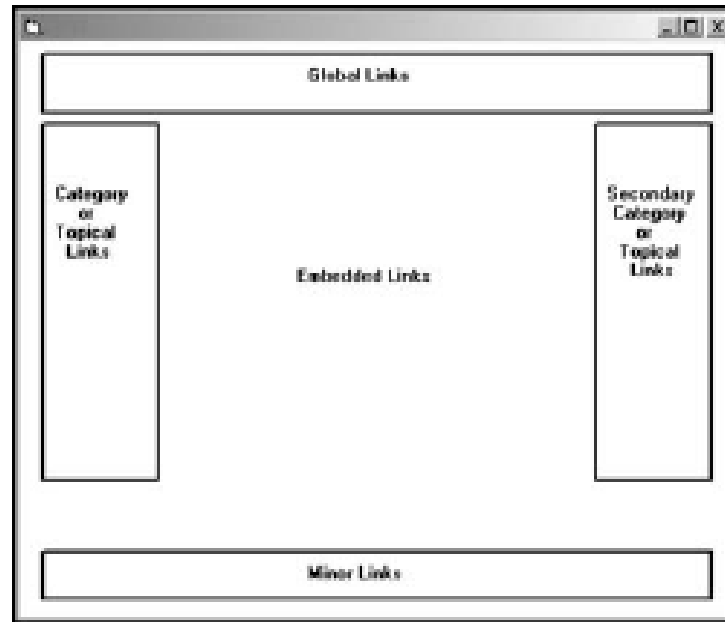 Global Links
Category
or
Topical
Links
Embedded Links
Secondary
Category
or
Topical
Links
Minor Links